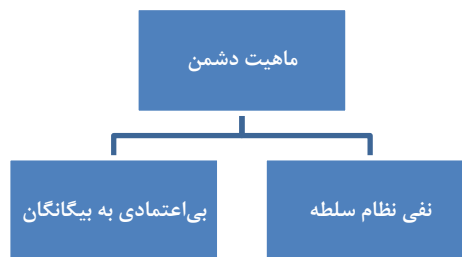 ماهیت دشمن
نفی نظام سلطه
بی‌اعتمادی به بیگانگان